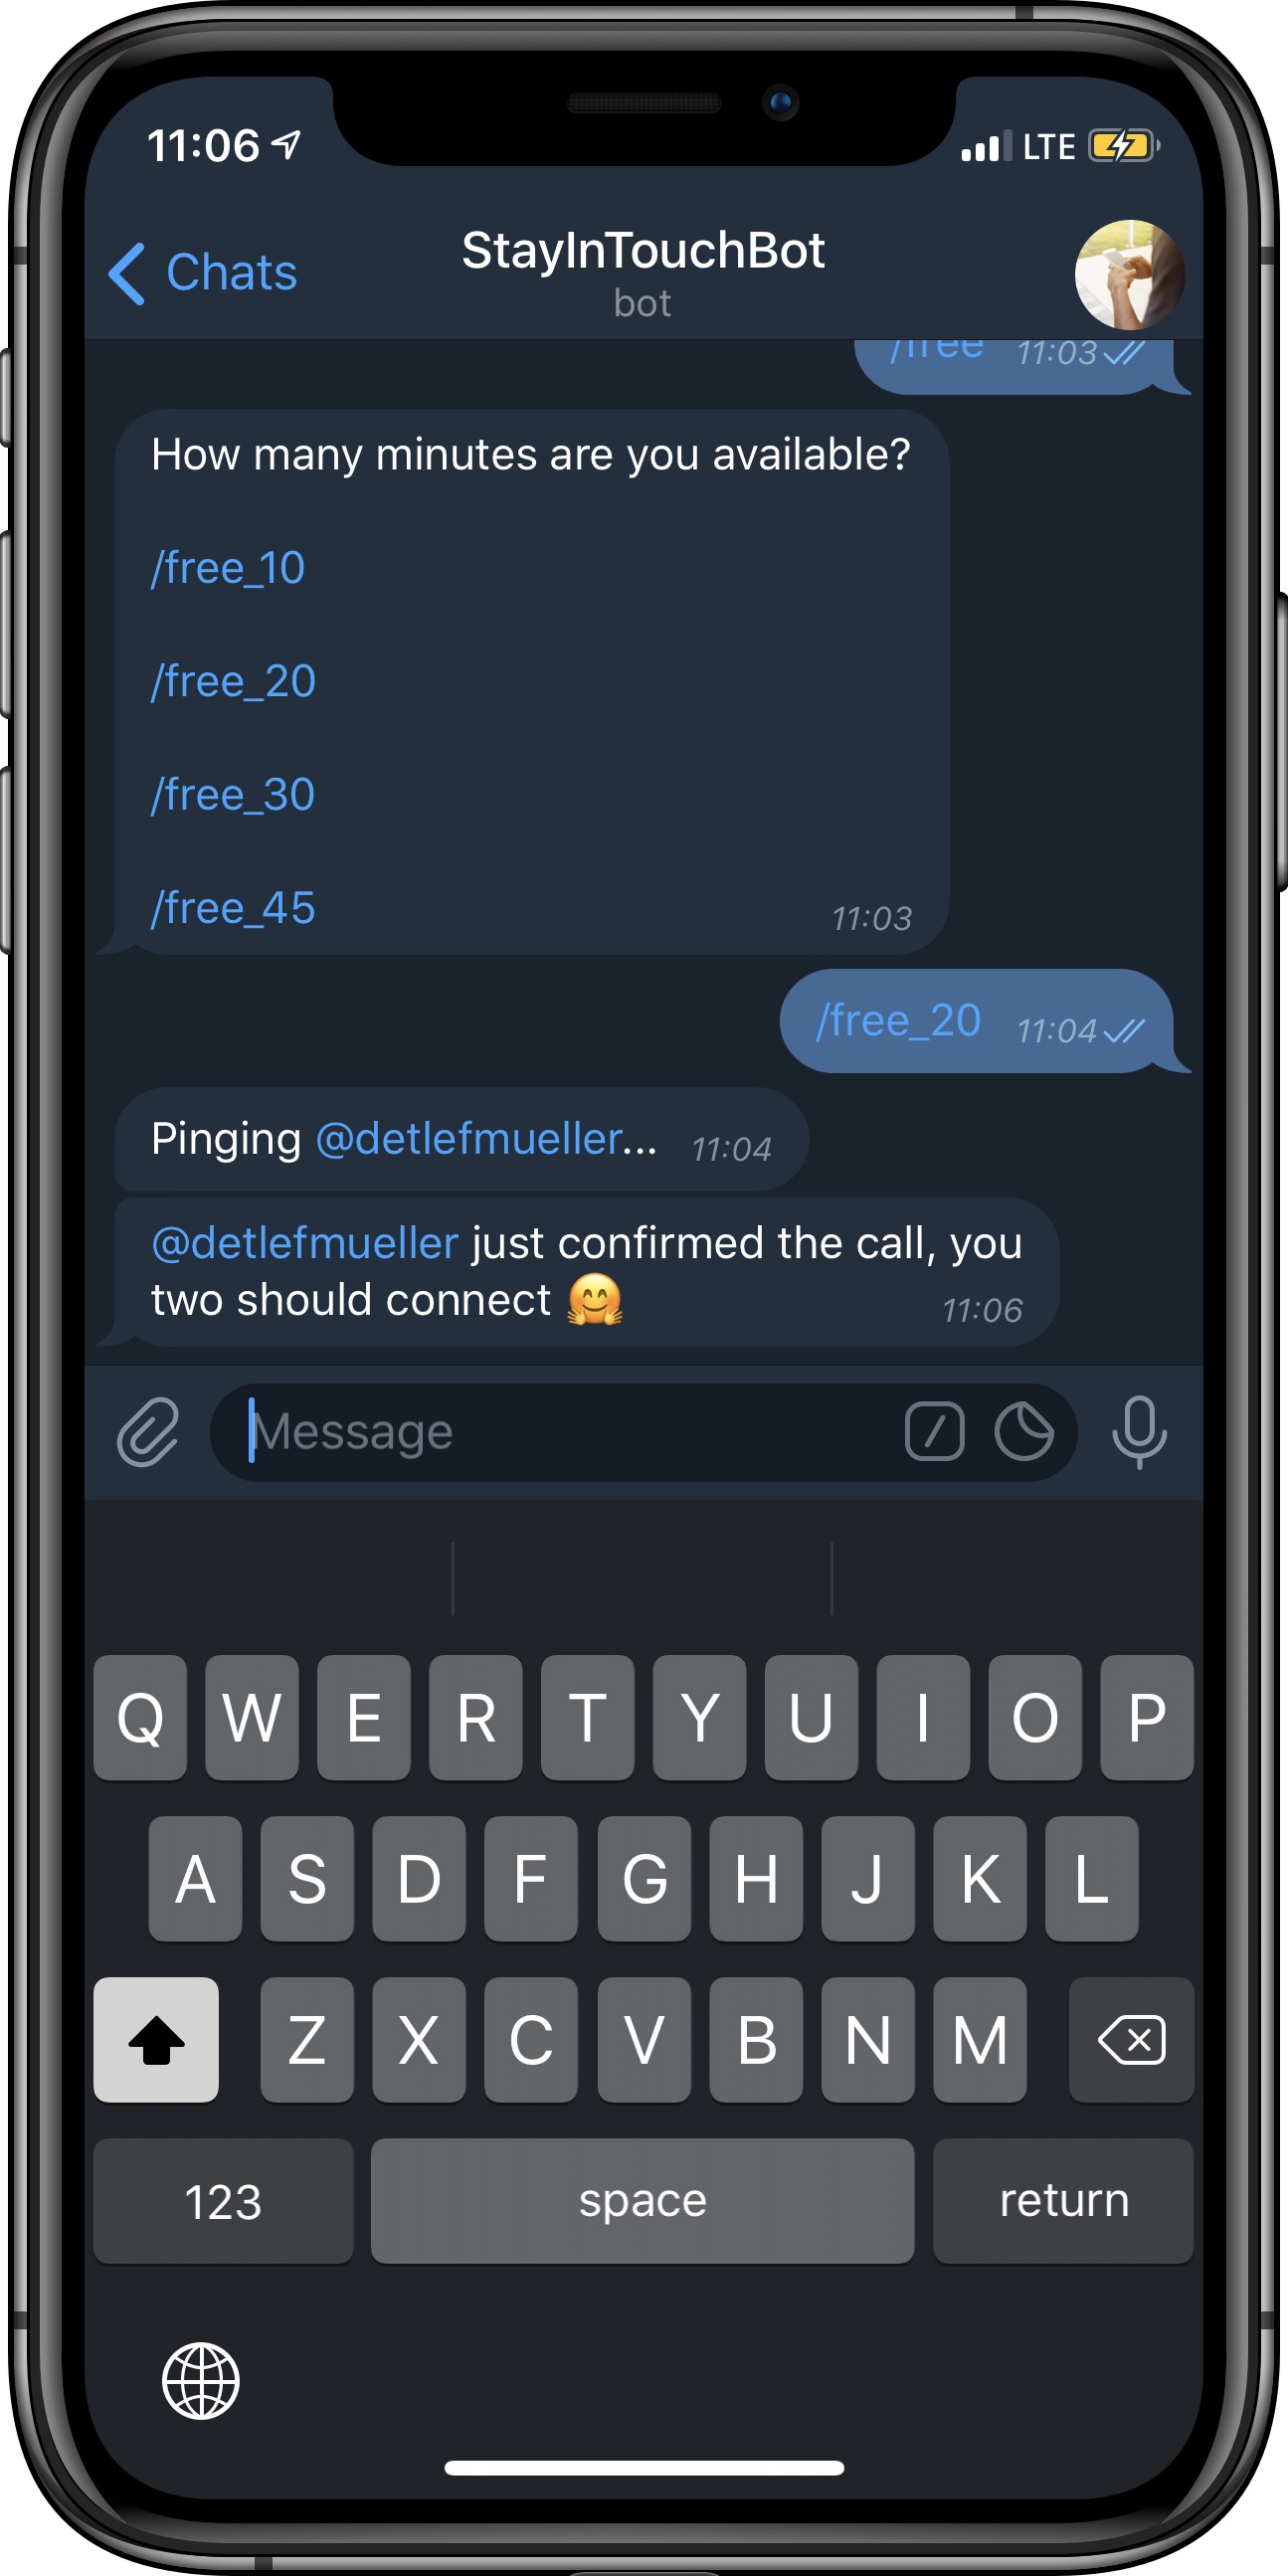 11:06 LTE
Chats
StayInTouchBot
bot
/free 11:03
How many minutes are you available?
/free_10
/free_20
/free_30
/free_45
11:03
/free_20 11:04
Pinging @detlefmueller... 11:04
@detlefmueller just confirmed the call, you
two should connect 🤗
11:06
Message
Q W E R T Y U I O P
A S D F G H J K L
Z X C V B N M
123 space return